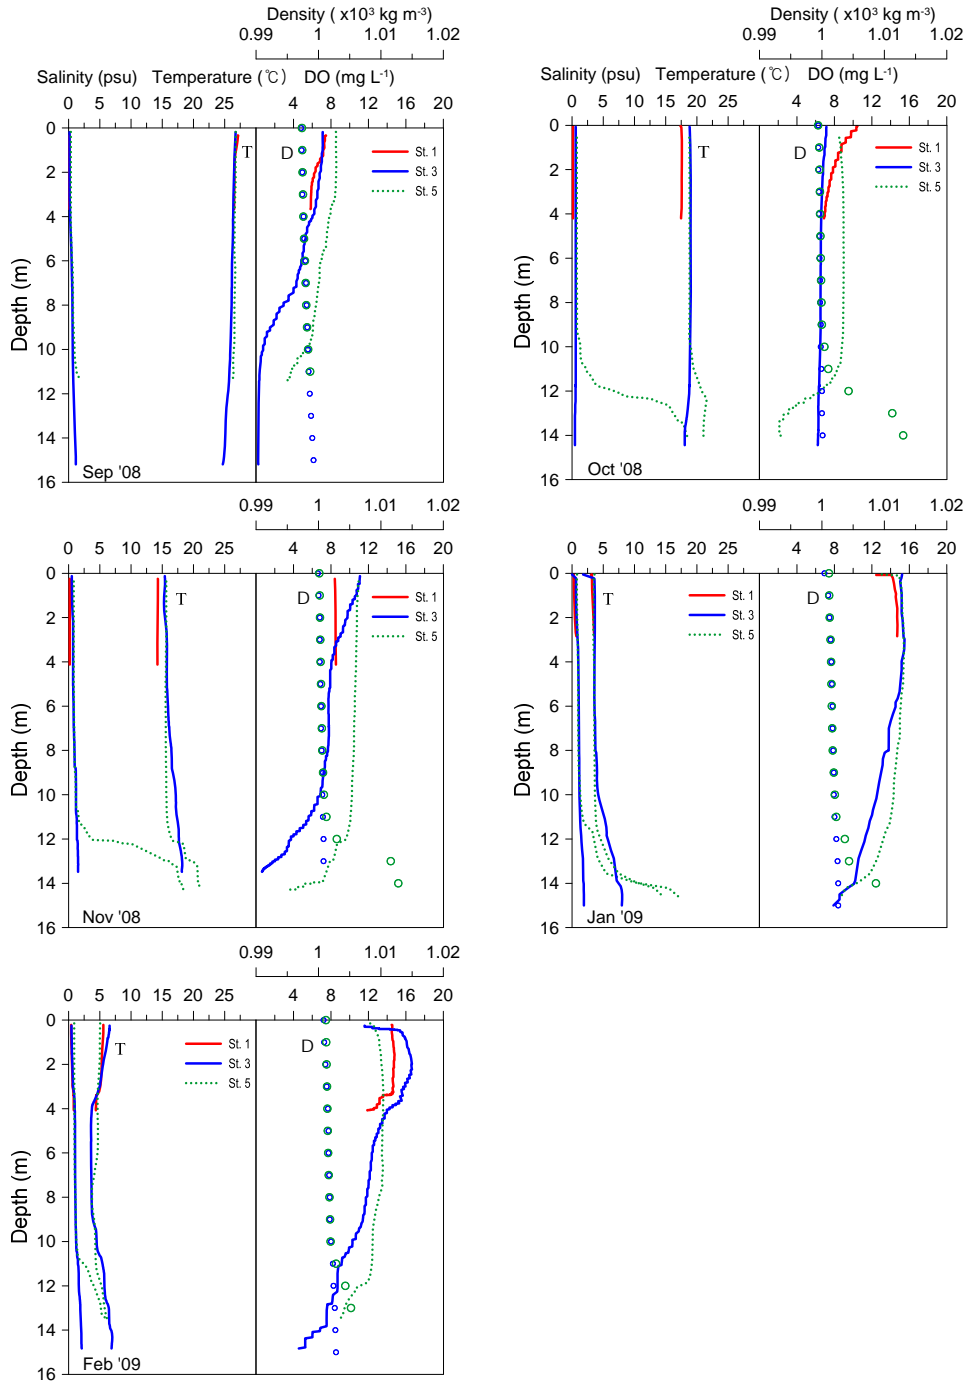 Density ( x10³ kg m⁻³)
0.99 1 1.01 1.02
Salinity (psu) Temperature (℃) DO (mg L⁻¹)
0 5 10 15 20 25 4 8 12 16 20
0
2
4
6
8
10
12
14
16
Depth (m)
T
D
St. 1
St. 3
St. 5
Sep '08
Density ( x10³ kg m⁻³)
0.99 1 1.01 1.02
Salinity (psu) Temperature (℃) DO (mg L⁻¹)
0 5 10 15 20 25 4 8 12 16 20
0
2
4
6
8
10
12
14
16
Depth (m)
T
D
St. 1
St. 3
St. 5
Oct '08
0.99 1 1.01 1.02
0 5 10 15 20 25 4 8 12 16 20
0
2
4
6
8
10
12
14
16
Depth (m)
T
D
St. 1
St. 3
St. 5
Nov '08
0.99 1 1.01 1.02
0 5 10 15 20 25 4 8 12 16 20
0
2
4
6
8
10
12
14
16
Depth (m)
T
D
St. 1
St. 3
St. 5
Jan '09
0.99 1 1.01 1.02
0 5 10 15 20 25 4 8 12 16 20
0
2
4
6
8
10
12
14
16
Depth (m)
T
D
St. 1
St. 3
St. 5
Feb '09